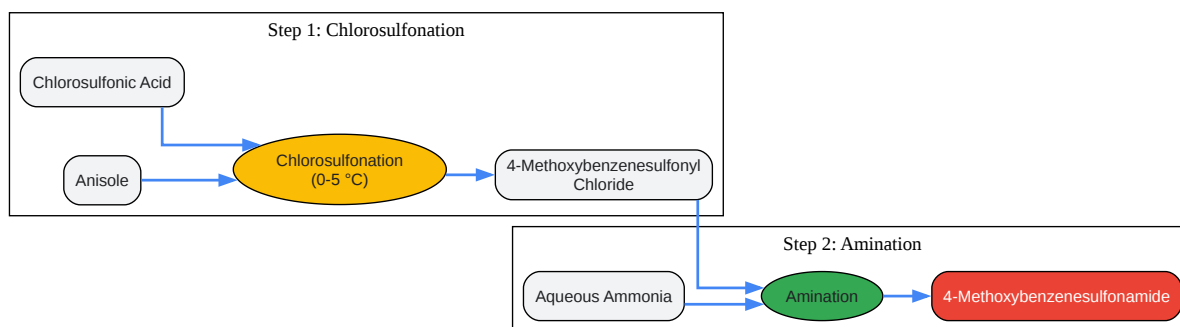 Step 1: Chlorosulfonation
Chlorosulfonic Acid
Anisole
Chlorosulfonation
(0-5 °C)
4-Methoxybenzenesulfonyl
Chloride
Step 2: Amination
Aqueous Ammonia
Amination
4-Methoxybenzenesulfonamide